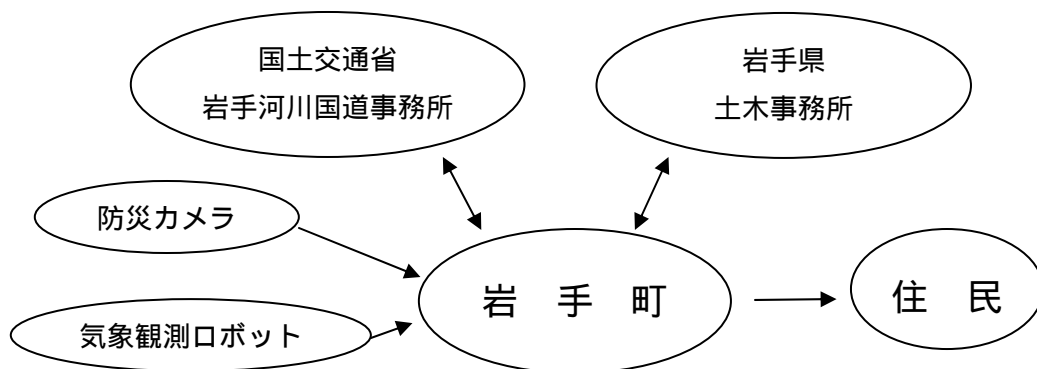 国土交通省
岩手河川国道事務所
岩手県
土木事務所
防災カメラ
岩 手 町
住 民
気象観測ロボット